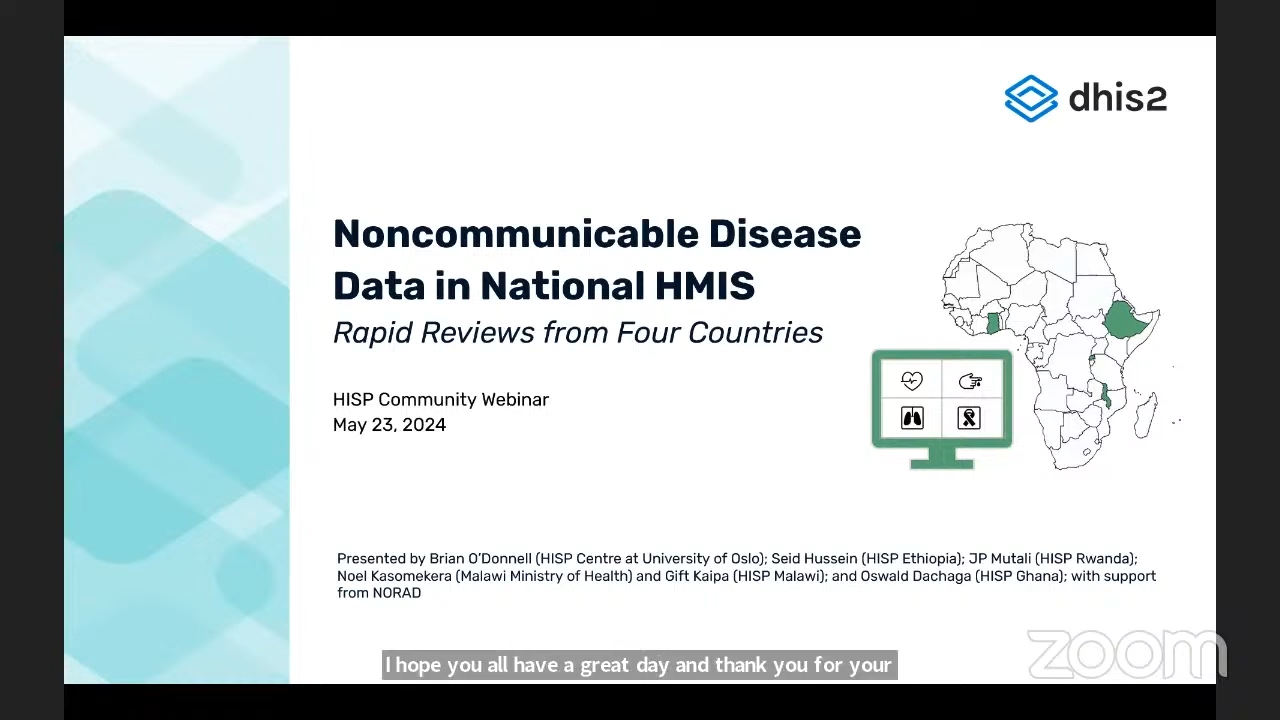 dhis2
Noncommunicable Disease
Data in National HMIS
Rapid Reviews from Four Countries
HISP Community Webinar
May 23, 2024
Presented by Brian O'Donnell (HISP Centre at University of Oslo); Seid Hussein (HISP Ethiopia); JP Mutali (HISP Rwanda);
Noel Kasomekera (Malawi Ministry of Health) and Gift Kaipa (HISP Malawi); and Oswald Dachaga (HISP Ghana); with support
from NORAD
I hope you all have a great day and thank you for your
zoom